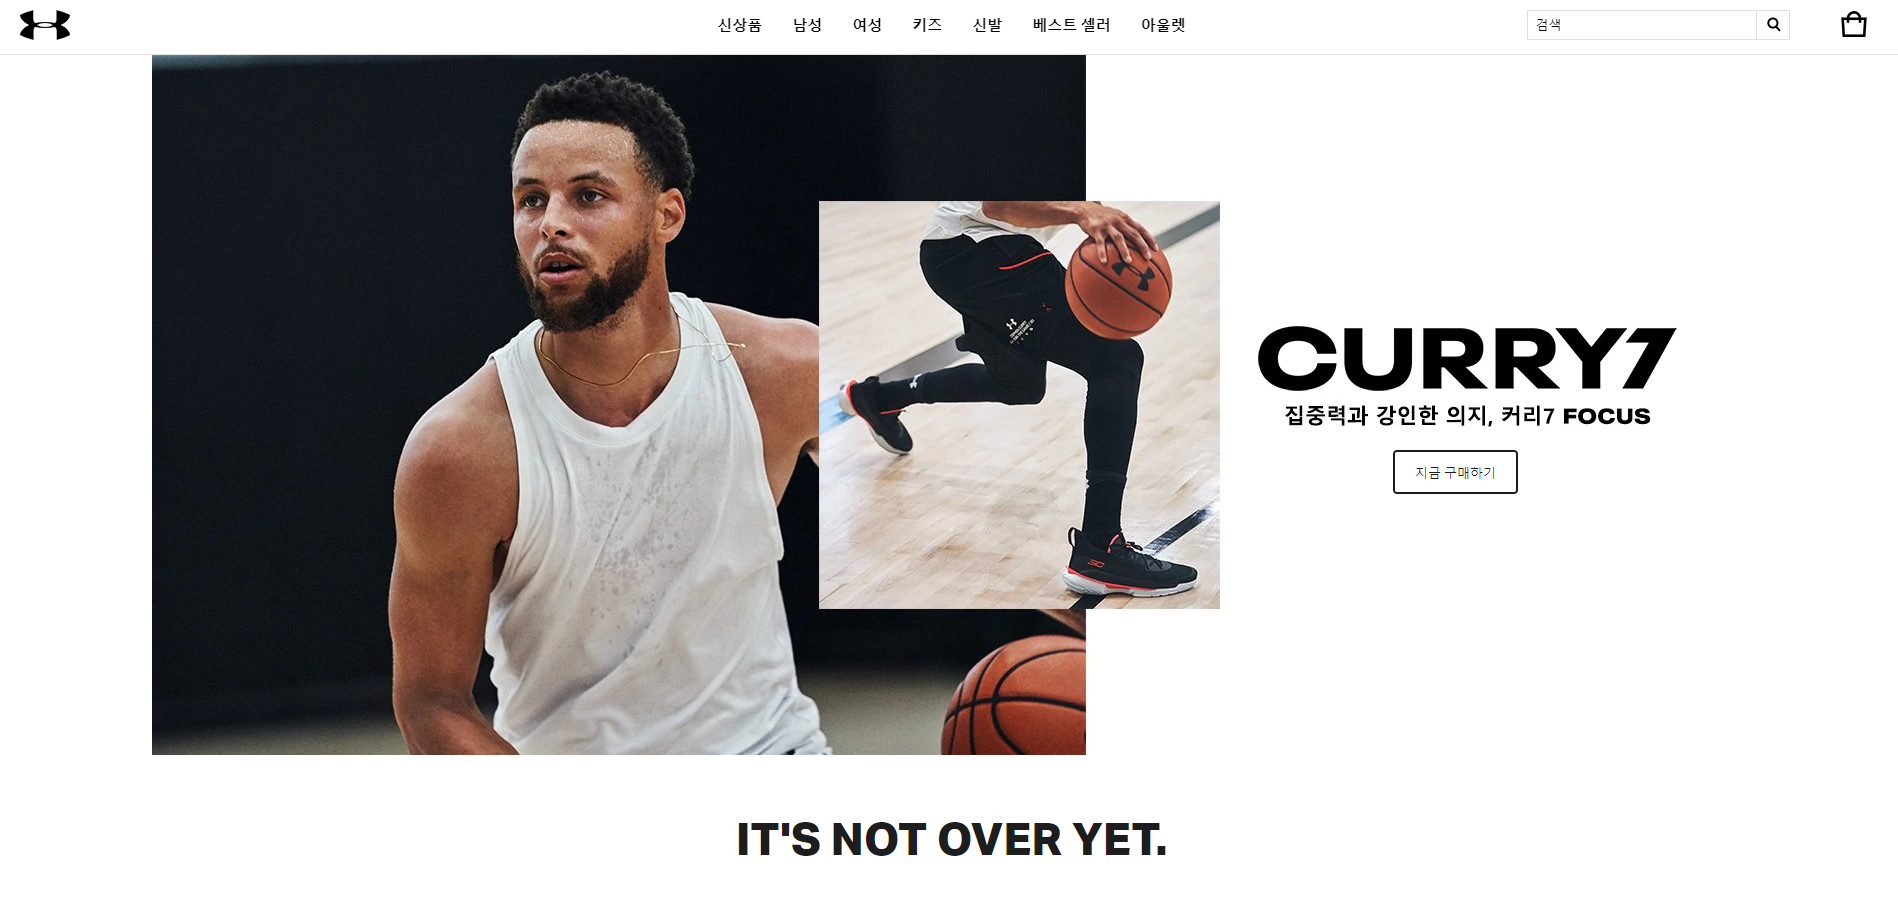 신상품 남성 여성 키즈 신발 베스트 셀러 아울렛 검색
CURRY7
집중력과 강인한 의지, 커리7 FOCUS
지금 구매하기
SC
IT'S NOT OVER YET.